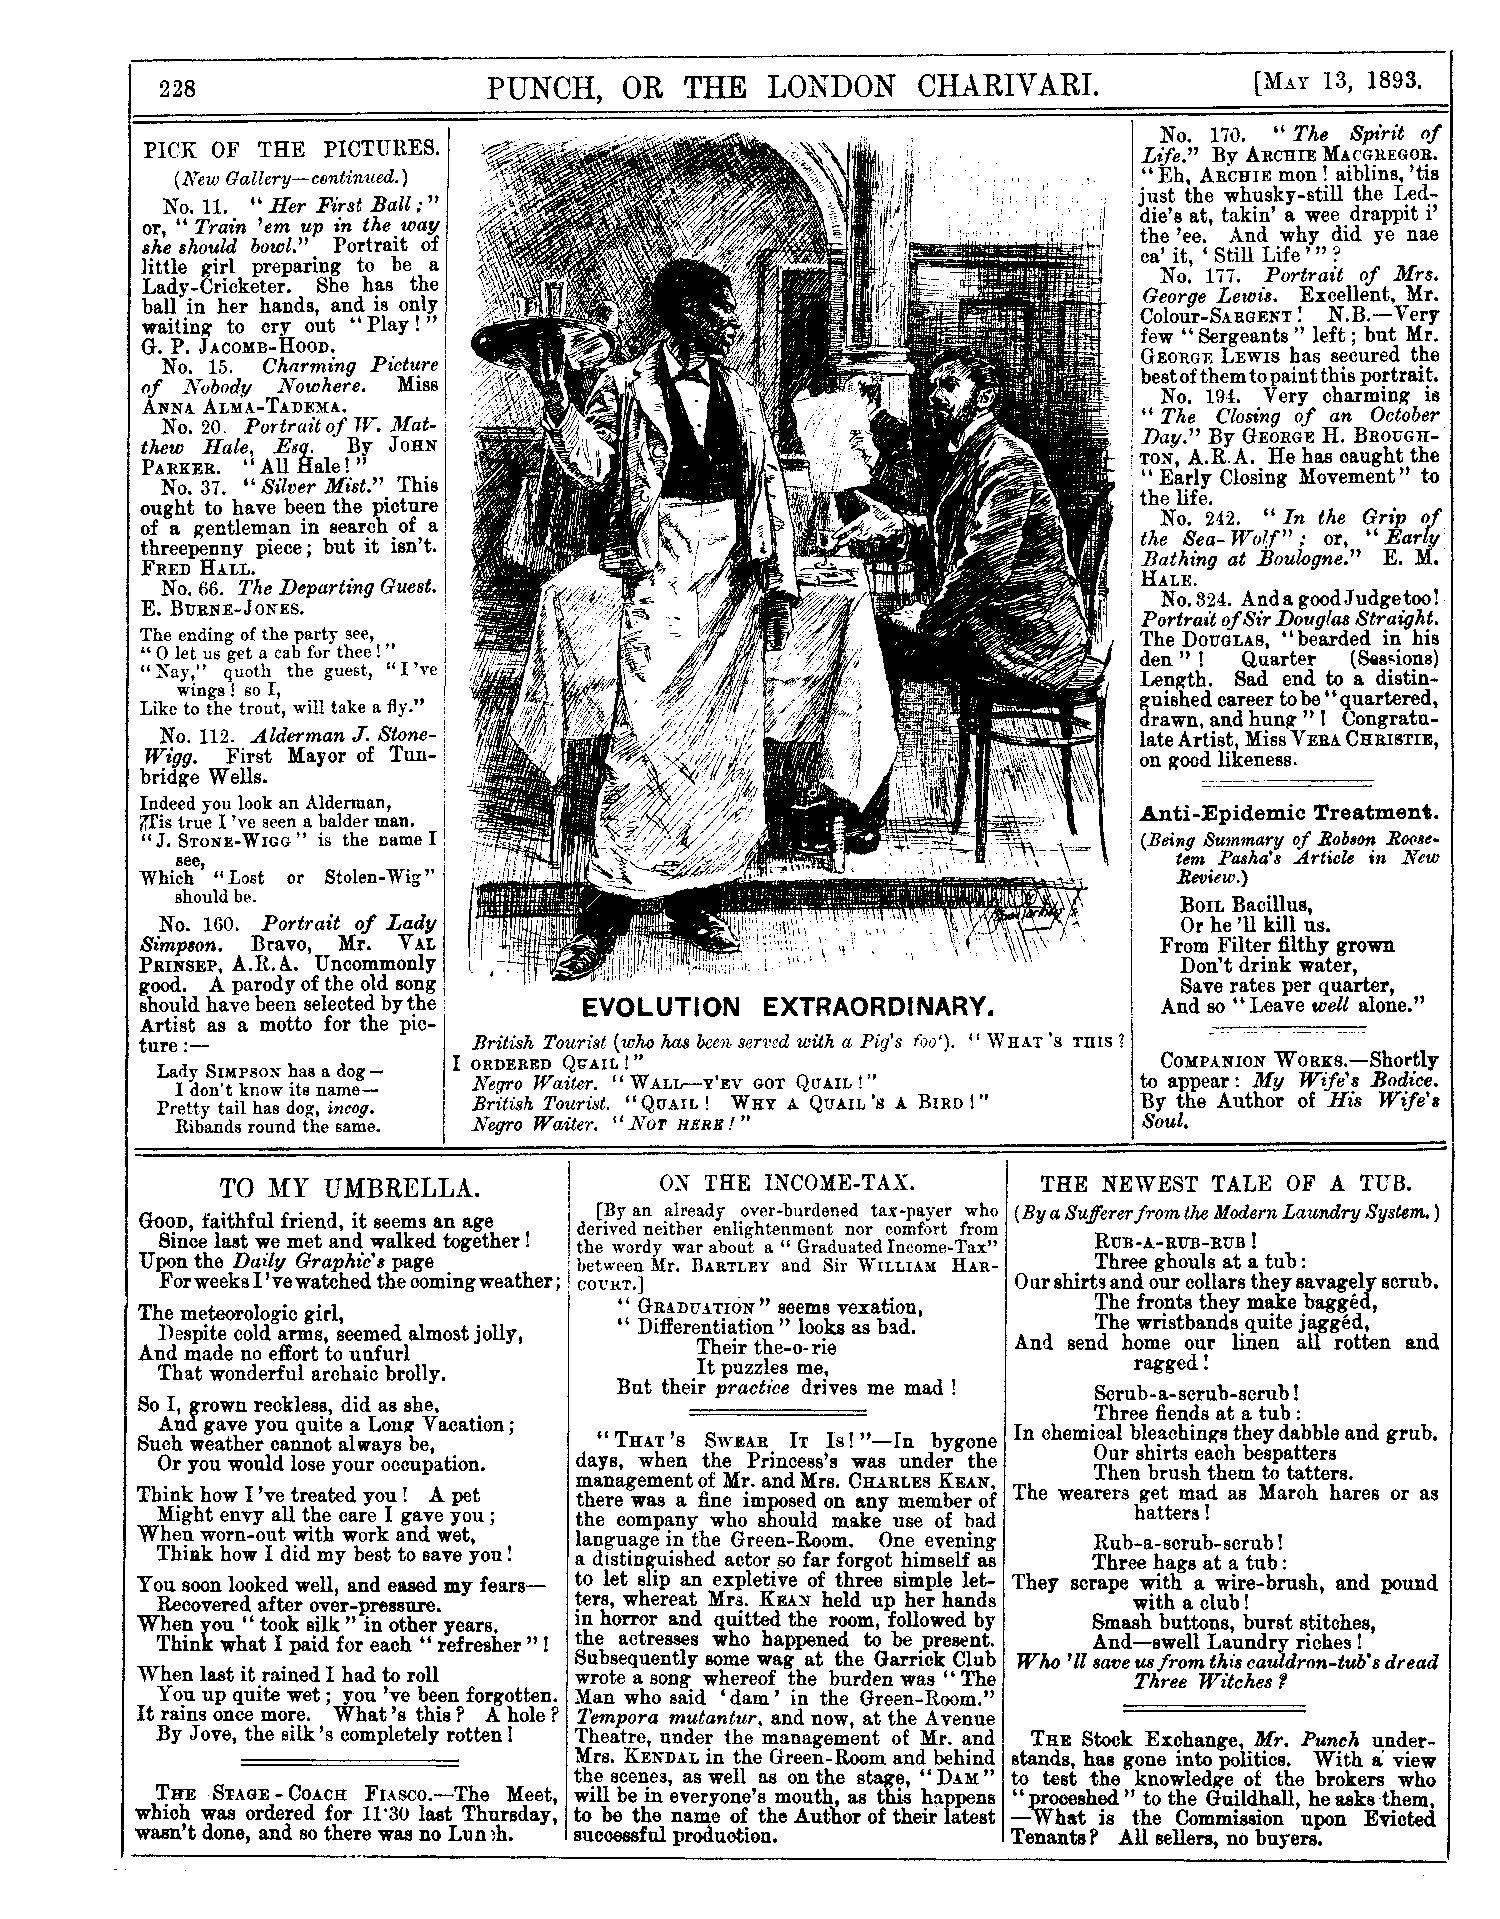 228
PUNCH, OR THE LONDON CHARIVARI.
[MAY 13, 1893.
PICK OF THE PICTURES.
(New Gallery—continued.)
No. 11. "Her First Ball;"
or, "Train 'em up in the way
she should bowl." Portrait of
little girl preparing to be a
Lady-Cricketer. She has the
ball in her hands, and is only
waiting to cry out "Play!"
G. P. JACOMB-HOOD.
No. 15. Charming Picture
of Nobody Nowhere. Miss
ANNA ALMA-TADEMA.
No. 20. Portrait of W. Mat-
thew Hale, Esq. By JOHN
PARKER. "All Hale!"
No. 37. "Silver Mist." This
ought to have been the picture
of a gentleman in search of a
threepenny piece; but it isn't.
FRED HALL.
No. 66. The Departing Guest.
E. BURNE-JONES.
The ending of the party see,
"O let us get a cab for thee!"
"Nay," quoth the guest, "I've
wings! so I,
Like to the trout, will take a fly."
No. 112. Alderman J. Stone-
Wigg. First Mayor of Tun-
bridge Wells.
Indeed you look an Alderman,
'Tis true I've seen a balder man.
"J. STONE-WIGG" is the name I
see,
Which "Lost or Stolen-Wig"
should be.
No. 160. Portrait of Lady
Simpson. Bravo, Mr. VAL
PRINSEP, A.R.A. Uncommonly
good. A parody of the old song
should have been selected by the
Artist as a motto for the pic-
ture:—
Lady SIMPSON has a dog—
I don't know its name—
Pretty tail has dog, incog.
Ribands round the same.
EVOLUTION EXTRAORDINARY.
British Tourist (who has been served with a Pig's foo'). "WHAT'S THIS?
I ORDERED QUAIL!"
Negro Waiter. "WALL—Y'EV GOT QUAIL!"
British Tourist. "QUAIL! WHY A QUAIL'S A BIRD!"
Negro Waiter. "NOT HERE!"
No. 170. "The Spirit of
Life." By ARCHIE MACGREGOR.
"Eh, ARCHIE mon! aiblins, 'tis
just the whusky-still the Led-
die's at, takin' a wee drappit i'
the 'ee. And why did ye nae
ca' it, 'Still Life'"?
No. 177. Portrait of Mrs.
George Lewis. Excellent, Mr.
Colour-SARGENT! N.B.—Very
few "Sergeants" left; but Mr.
GEORGE LEWIS has secured the
best of them to paint this portrait.
No. 194. Very charming is
"The Closing of an October
Day." By GEORGE H. BROUGH-
TON, A.R.A. He has caught the
"Early Closing Movement" to
the life.
No. 242. "In the Grip of
the Sea-Wolf"; or, "Early
Bathing at Boulogne." E. M.
HALE.
No. 324. And a good Judge too!
Portrait of Sir Douglas Straight.
The DOUGLAS, "bearded in his
den"! Quarter (Sessions)
Length. Sad end to a distin-
guished career to be "quartered,
drawn, and hung"! Congratu-
late Artist, Miss VERA CHRISTIE,
on good likeness.
Anti-Epidemic Treatment.
(Being Summary of Robson Roose-
tem Pasha's Article in New
Review.)
BOIL Bacillus,
Or he'll kill us.
From Filter filthy grown
Don't drink water,
Save rates per quarter,
And so "Leave well alone."
COMPANION WORKS.—Shortly
to appear: My Wife's Bodice.
By the Author of His Wife's
Soul.
TO MY UMBRELLA.
GOOD, faithful friend, it seems an age
Since last we met and walked together!
Upon the Daily Graphic's page
For weeks I've watched the coming weather;
The meteorologic girl,
Despite cold arms, seemed almost jolly,
And made no effort to unfurl
That wonderful archaic brolly.
So I, grown reckless, did as she,
And gave you quite a Long Vacation;
Such weather cannot always be,
Or you would lose your occupation.
Think how I've treated you! A pet
Might envy all the care I gave you;
When worn-out with work and wet,
Think how I did my best to save you!
You soon looked well, and eased my fears—
Recovered after over-pressure.
When you "took silk" in other years,
Think what I paid for each "refresher"!
When last it rained I had to roll
You up quite wet; you've been forgotten.
It rains once more. What's this? A hole?
By Jove, the silk's completely rotten!
THE STAGE-COACH FIASCO.—The Meet,
which was ordered for 11·30 last Thursday,
wasn't done, and so there was no Lunch.
ON THE INCOME-TAX.
[By an already over-burdened tax-payer who
derived neither enlightenment nor comfort from
the wordy war about a "Graduated Income-Tax"
between Mr. BARTLEY and Sir WILLIAM HAR-
COURT.]
"GRADUATION" seems vexation,
"Differentiation" looks as bad.
Their the-o-rie
It puzzles me,
But their practice drives me mad!
"THAT'S SWEAR IT IS!"—In bygone
days, when the Princess's was under the
management of Mr. and Mrs. CHARLES KEAN,
there was a fine imposed on any member of
the company who should make use of bad
language in the Green-Room. One evening
a distinguished actor so far forgot himself as
to let slip an expletive of three simple let-
ters, whereat Mrs. KEAN held up her hands
in horror and quitted the room, followed by
the actresses who happened to be present.
Subsequently some wag at the Garrick Club
wrote a song whereof the burden was "The
Man who said 'dam' in the Green-Room."
Tempora mutantur, and now, at the Avenue
Theatre, under the management of Mr. and
Mrs. KENDAL in the Green-Room and behind
the scenes, as well as on the stage, "DAM"
will be in everyone's mouth, as this happens
to be the name of the Author of their latest
successful production.
THE NEWEST TALE OF A TUB.
(By a Sufferer from the Modern Laundry System.)
RUB-A-RUB-RUB!
Three ghouls at a tub:
Our shirts and our collars they savagely scrub.
The fronts they make baggéd,
The wristbands quite jaggéd,
And send home our linen all rotten and
ragged!
Scrub-a-scrub-scrub!
Three fiends at a tub:
In chemical bleachings they dabble and grub.
Our shirts each bespatters
Then brush them to tatters.
The wearers get mad as March hares or as
hatters!
Rub-a-scrub-scrub!
Three hags at a tub:
They scrape with a wire-brush, and pound
with a club!
Smash buttons, burst stitches,
And—swell Laundry riches!
Who'll save us from this cauldron-tub's dread
Three Witches?
THE Stock Exchange, Mr. Punch under-
stands, has gone into politics. With a view
to test the knowledge of the brokers who
"proceshed" to the Guildhall, he asks them,
—What is the Commission upon Evicted
Tenants? All sellers, no buyers.